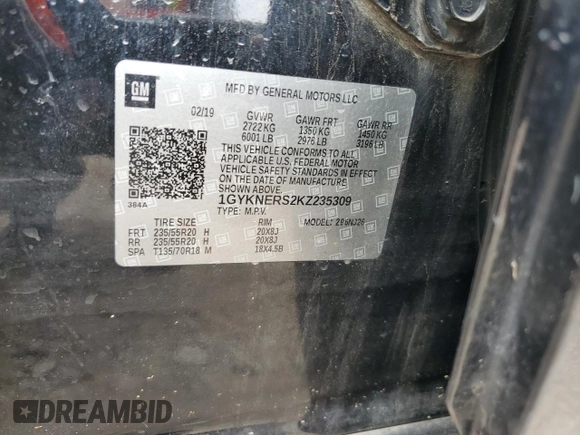 GM
MFD BY GENERAL MOTORS LLC
02/19 GVWR GAWR FRT GAWR RR
2722 KG 1350 KG 1450 KG
6001 LB 2976 LB 3196 LB
THIS VEHICLE CONFORMS TO ALL
APPLICABLE U.S. FEDERAL MOTOR
VEHICLE SAFETY STANDARDS IN EFFECT
ON THE DATE OF MANUFACTURE
SHOWN ABOVE.
1GYKNERS2KZ235309
384A
TYPE: M.P.V. MODEL: 286NJ26
TIRE SIZE RIM
FRT 235/55R20 H 20X8J
RR 235/55R20 H 20X8J
SPA T135/70R18 M 18X4.5B
DREAMBID